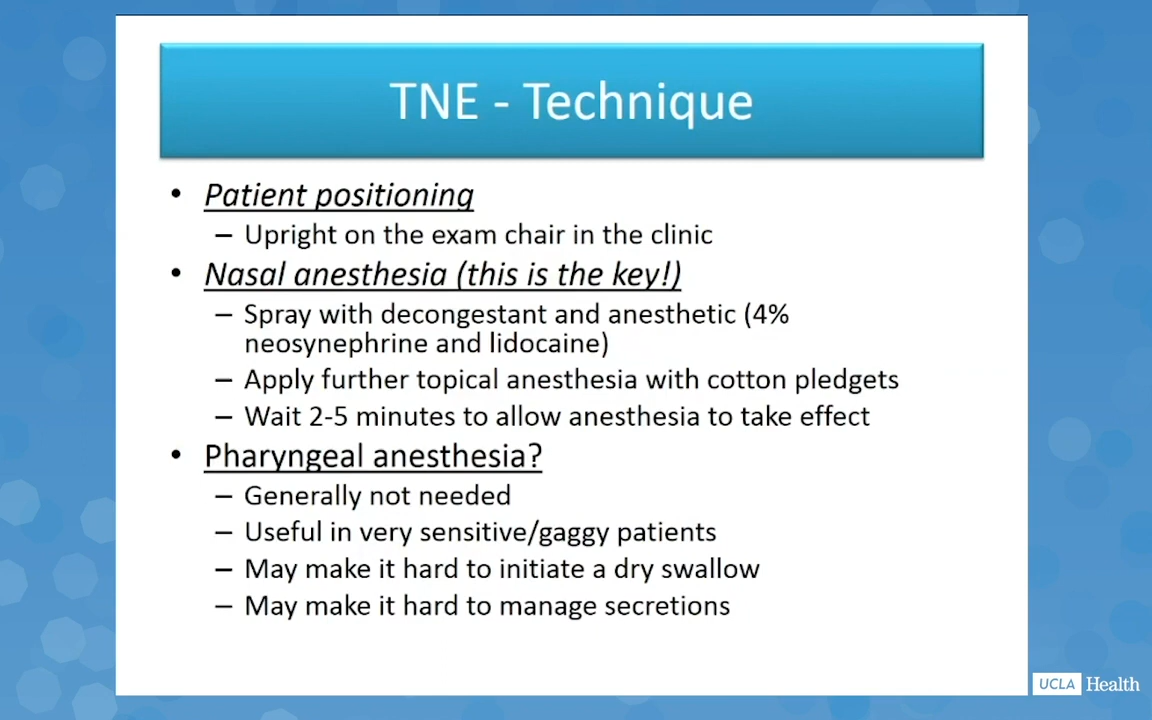 TNE - Technique
• Patient positioning
– Upright on the exam chair in the clinic
• Nasal anesthesia (this is the key!)
– Spray with decongestant and anesthetic (4%
neosynephrine and lidocaine)
– Apply further topical anesthesia with cotton pledgets
– Wait 2-5 minutes to allow anesthesia to take effect
• Pharyngeal anesthesia?
– Generally not needed
– Useful in very sensitive/gaggy patients
– May make it hard to initiate a dry swallow
– May make it hard to manage secretions
UCLA Health